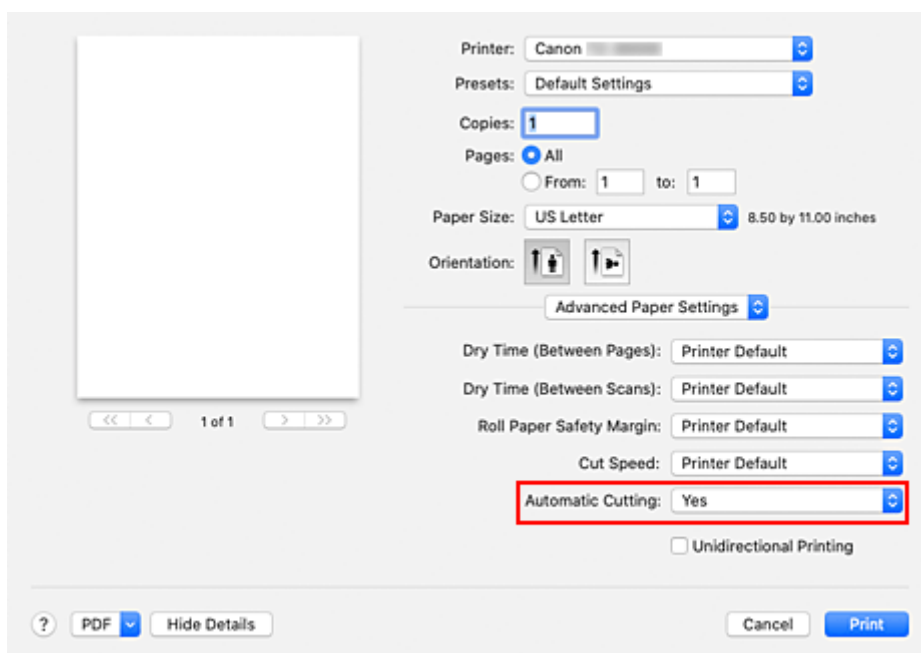 Printer: Canon
Presets: Default Settings
Copies: 1
Pages: All
From: 1 to: 1
Paper Size: US Letter 8.50 by 11.00 inches
Orientation:
Advanced Paper Settings
Dry Time (Between Pages): Printer Default
Dry Time (Between Scans): Printer Default
Roll Paper Safety Margin: Printer Default
Cut Speed: Printer Default
Automatic Cutting: Yes
Unidirectional Printing
<< < 1 of 1 > >>
? PDF Hide Details Cancel Print